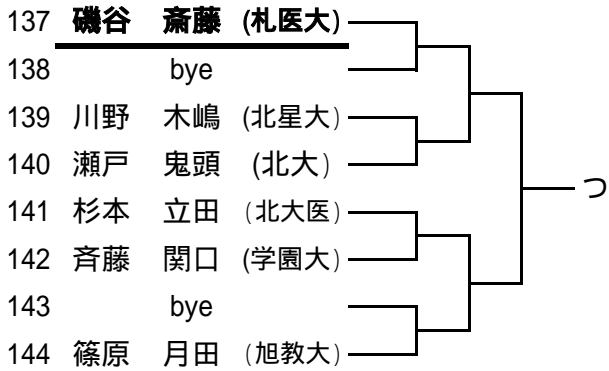 137 磯谷 斎藤 (札医大)
138 bye
139 川野 木嶋 (北星大)
140 瀬戸 鬼頭 (北大)
141 杉本 立田 (北大医)
142 斉藤 関口 (学園大)
143 bye
144 篠原 月田 (旭教大)
つ